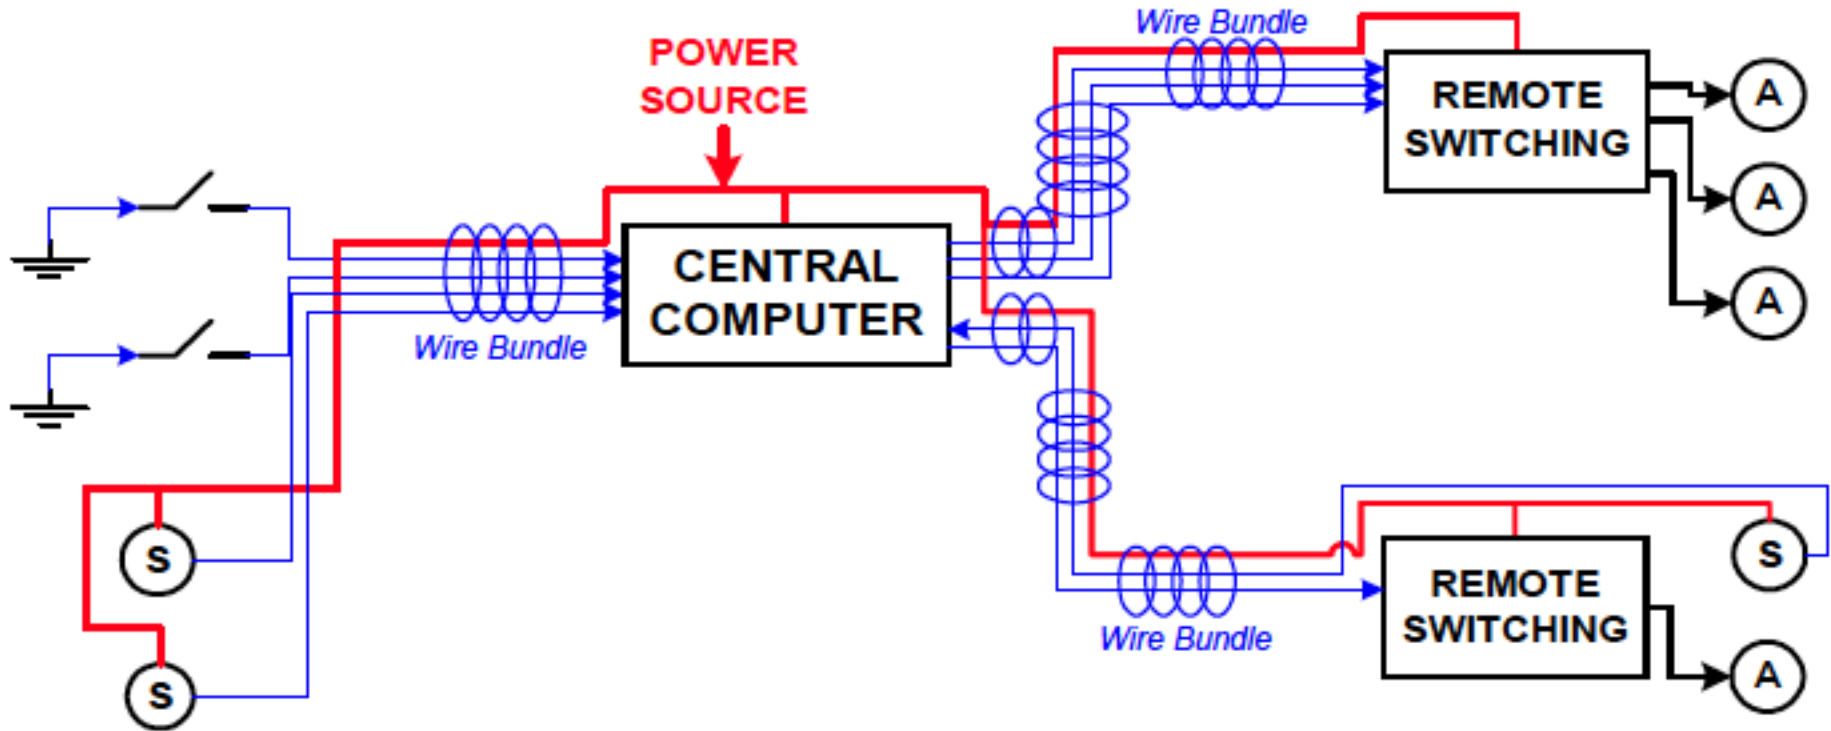 Wire Bundle
POWER
SOURCE
REMOTE
SWITCHING
A
A
A
CENTRAL
COMPUTER
Wire Bundle
S
S
Wire Bundle
REMOTE
SWITCHING
S
A